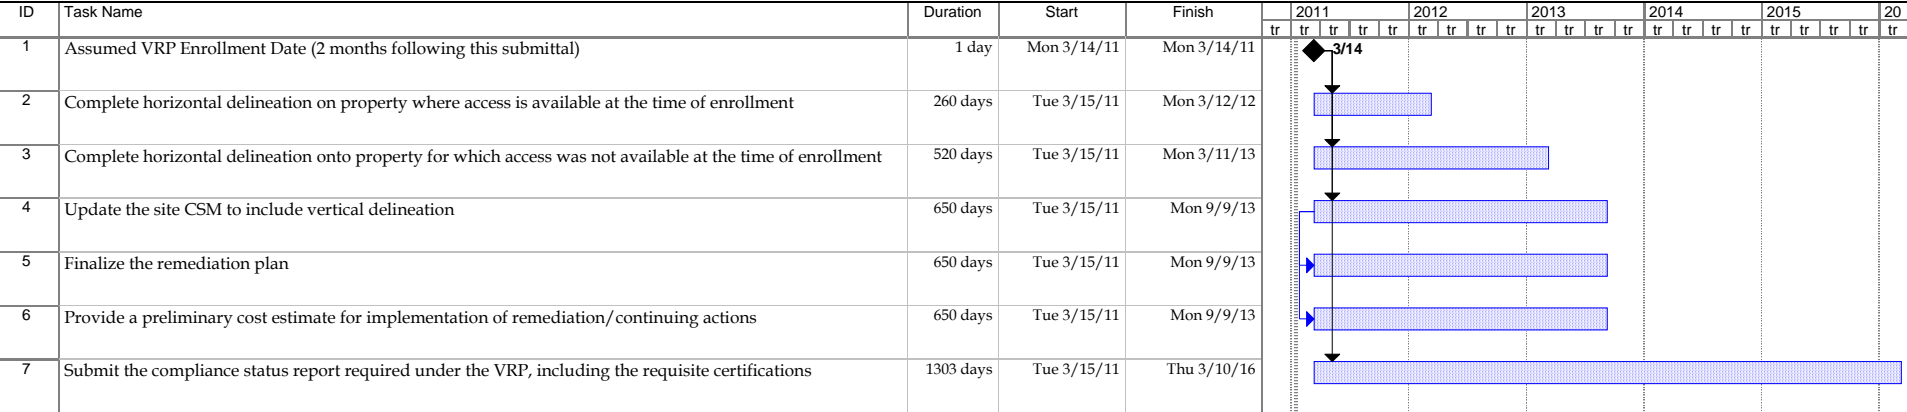 ID Task Name Duration Start Finish 2011 2012 2013 2014 2015 20
tr tr tr tr tr tr tr tr tr tr tr tr tr tr tr tr tr tr tr tr tr tr
1 Assumed VRP Enrollment Date (2 months following this submittal) 1 day Mon 3/14/11 Mon 3/14/11 3/14
2 Complete horizontal delineation on property where access is available at the time of enrollment 260 days Tue 3/15/11 Mon 3/12/12
3 Complete horizontal delineation onto property for which access was not available at the time of enrollment 520 days Tue 3/15/11 Mon 3/11/13
4 Update the site CSM to include vertical delineation 650 days Tue 3/15/11 Mon 9/9/13
5 Finalize the remediation plan 650 days Tue 3/15/11 Mon 9/9/13
6 Provide a preliminary cost estimate for implementation of remediation/continuing actions 650 days Tue 3/15/11 Mon 9/9/13
7 Submit the compliance status report required under the VRP, including the requisite certifications 1303 days Tue 3/15/11 Thu 3/10/16